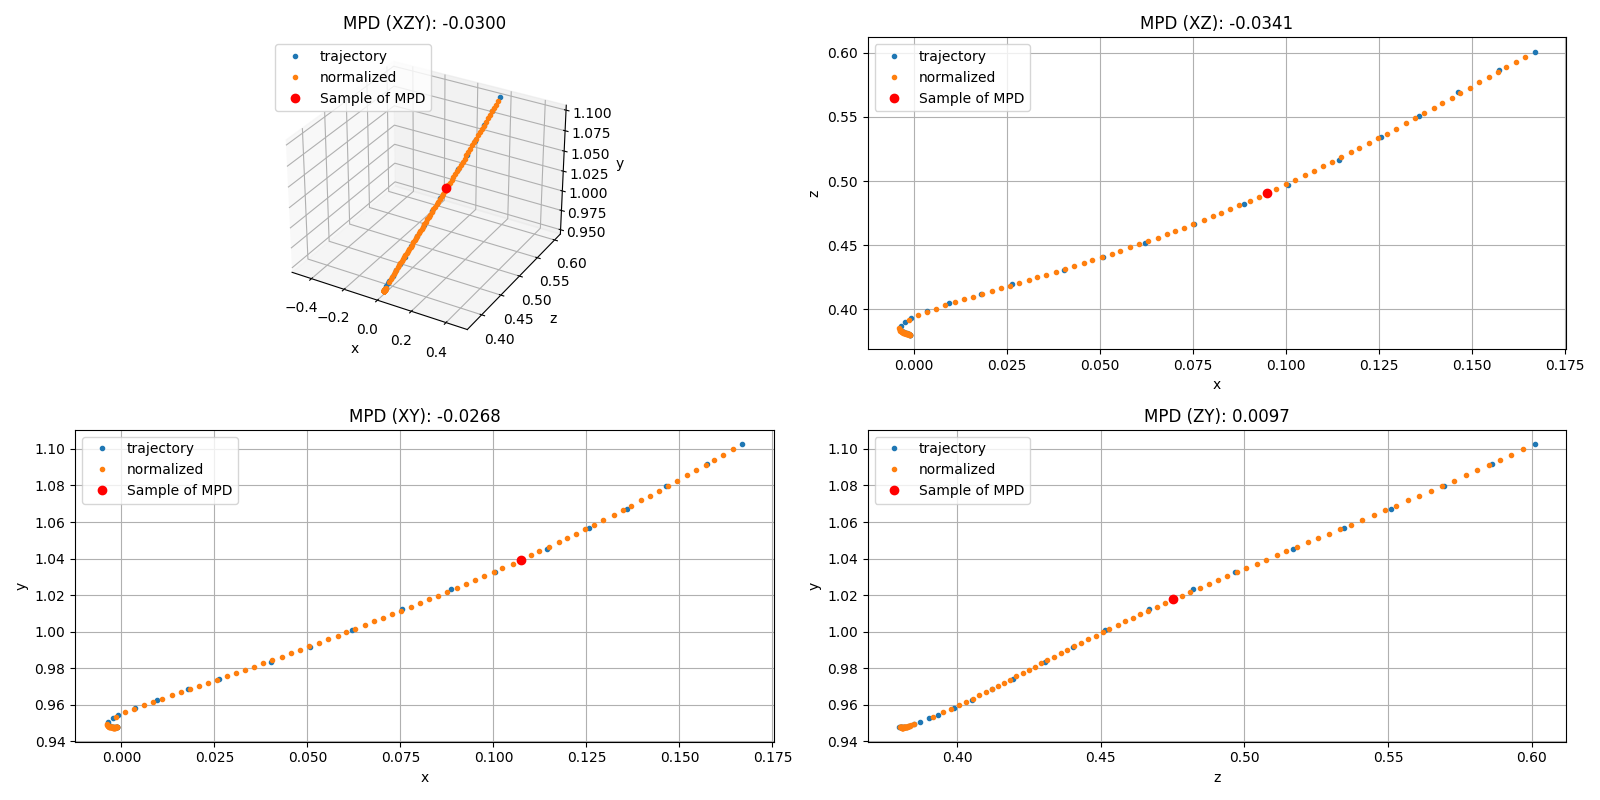 MPD (XZY): -0.0300
trajectory
normalized
Sample of MPD
1.100
1.075
1.050
1.025
1.000
0.975
0.950
y
0.60
0.55
0.50
0.45
0.40
z
−0.4
−0.2
0.0
0.2
0.4
x
MPD (XZ): -0.0341
trajectory
normalized
Sample of MPD
0.60
0.55
0.50
0.45
0.40
z
0.000 0.025 0.050 0.075 0.100 0.125 0.150 0.175
x
MPD (XY): -0.0268
trajectory
normalized
Sample of MPD
1.10
1.08
1.06
1.04
1.02
1.00
0.98
0.96
0.94
y
0.000 0.025 0.050 0.075 0.100 0.125 0.150 0.175
x
MPD (ZY): 0.0097
trajectory
normalized
Sample of MPD
1.10
1.08
1.06
1.04
1.02
1.00
0.98
0.96
0.94
y
0.40 0.45 0.50 0.55 0.60
z